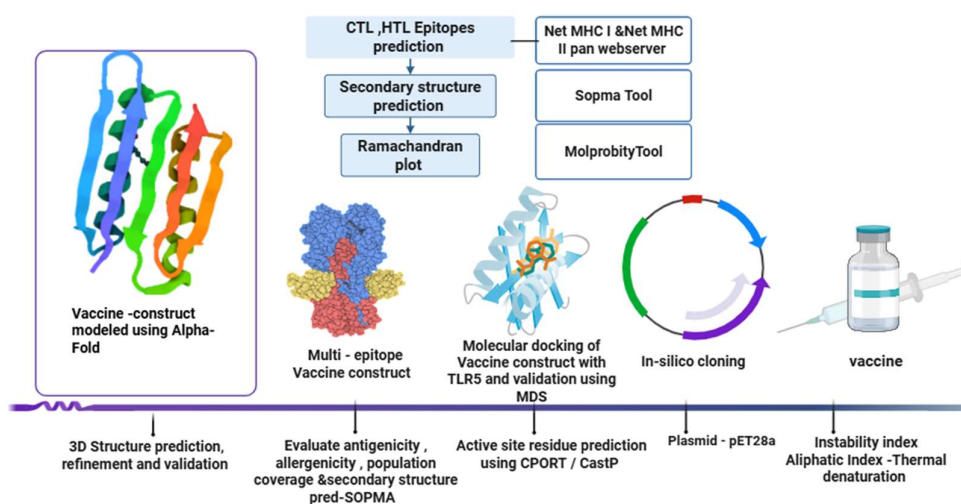 CTL ,HTL Epitopes
prediction
Net MHC I &Net MHC
II pan webserver
Secondary structure
prediction
Sopma Tool
Ramachandran
plot
MolprobityTool
Vaccine -construct
modeled using Alpha-
Fold
Multi - epitope
Vaccine construct
Molecular docking of
Vaccine construct with
TLR5 and validation using
MDS
In-silico cloning
vaccine
3D Structure prediction,
refinement and validation
Evaluate antigenicity ,
allergenicity , population
coverage &secondary structure
pred-SOPMA
Active site residue prediction
using CPORT / CastP
Plasmid - pET28a
Instability index
Aliphatic Index -Thermal
denaturation